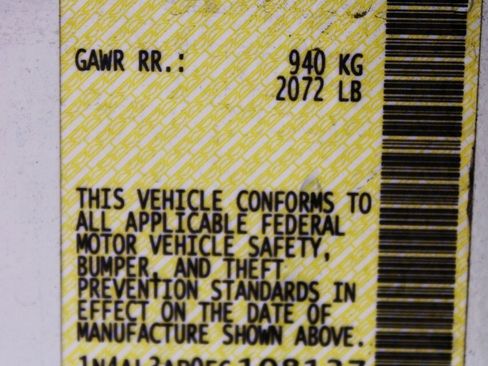 GAWR RR.: 940 KG
2072 LB
THIS VEHICLE CONFORMS TO
ALL APPLICABLE FEDERAL
MOTOR VEHICLE SAFETY,
BUMPER, AND THEFT
PREVENTION STANDARDS IN
EFFECT ON THE DATE OF
MANUFACTURE SHOWN ABOVE.